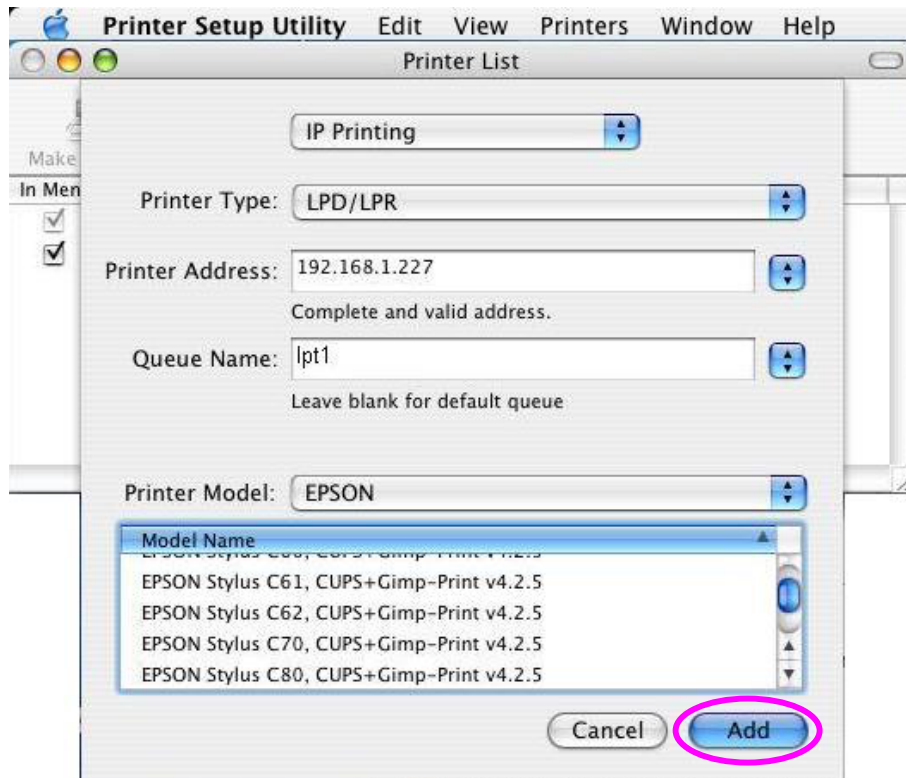 Printer Setup Utility Edit View Printers Window Help
Printer List
IP Printing
Make
In Men
Printer Type: LPD/LPR
Printer Address: 192.168.1.227
Complete and valid address.
Queue Name: lpt1
Leave blank for default queue
Printer Model: EPSON
Model Name
EPSON Stylus C61, CUPS+Gimp-Print v4.2.5
EPSON Stylus C62, CUPS+Gimp-Print v4.2.5
EPSON Stylus C70, CUPS+Gimp-Print v4.2.5
EPSON Stylus C80, CUPS+Gimp-Print v4.2.5
Cancel Add